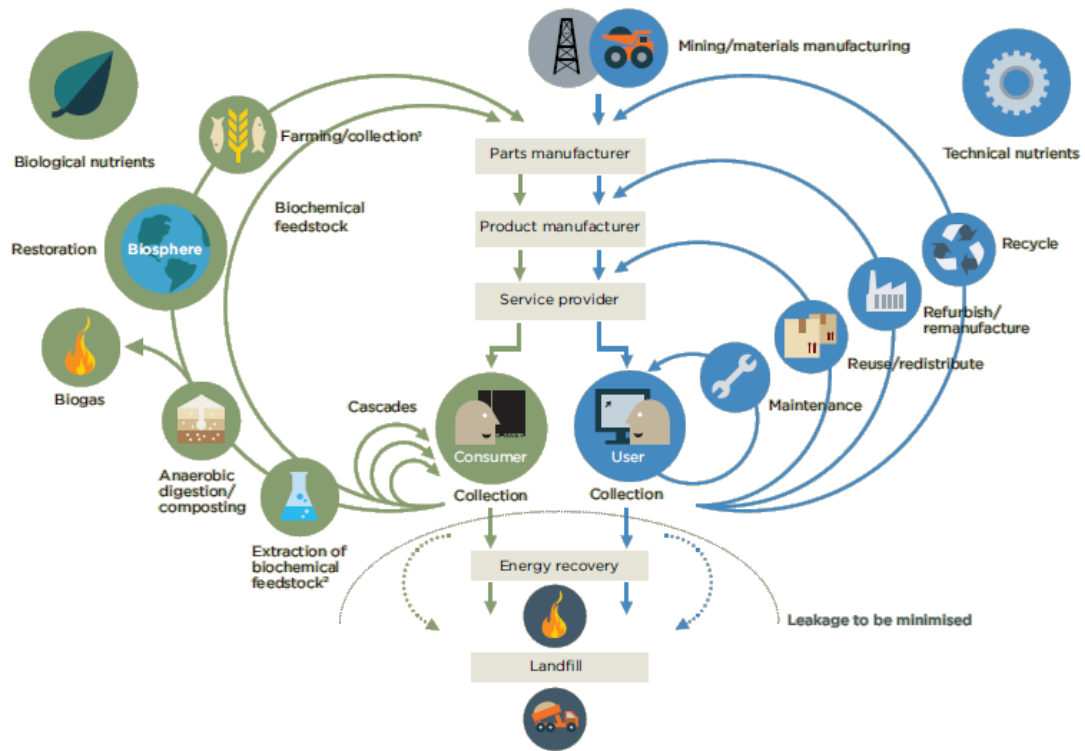 Mining/materials manufacturing
Farming/collection¹
Biological nutrients
Parts manufacturer
Technical nutrients
Biochemical
feedstock
Product manufacturer
Restoration
Biosphere
Recycle
Service provider
Refurbish/
remanufacture
Reuse/redistribute
Biogas
Cascades
Maintenance
Consumer
User
Anaerobic
digestion/
composting
Collection
Collection
Extraction of
biochemical
feedstock²
Energy recovery
Leakage to be minimised
Landfill